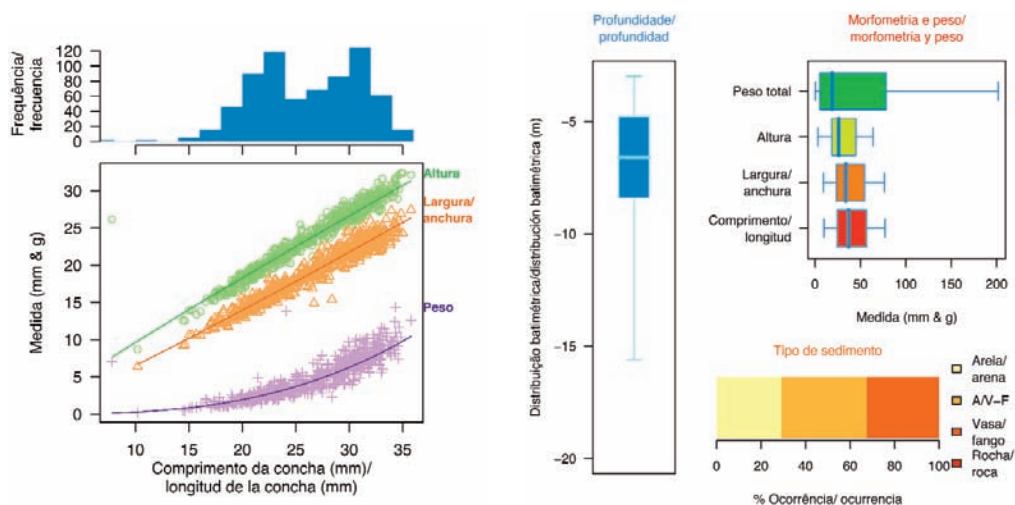 Frequência/
frecuencia
120
100
80
60
40
20
0
Medida (mm & g)
30
25
20
15
10
5
0
Altura
Largura/
anchura
Peso
10
15
20
25
30
35
Comprimento da concha (mm)/
longitud de la concha (mm)
Profundidade/
profundidad
Distribuição batimétrica/distribución batimétrica (m)
−5
−10
−15
−20
Morfometria e peso/
morfometría y peso
Peso total
Altura
Largura/
anchura
Comprimento/
longitud
0
50
100
150
200
Medida (mm & g)
Tipo de sedimento
0
20
40
60
80
100
% Ocorrência/ ocurrencia
Areia/
arena
A/V−F
Vasa/
fango
Rocha/
roca